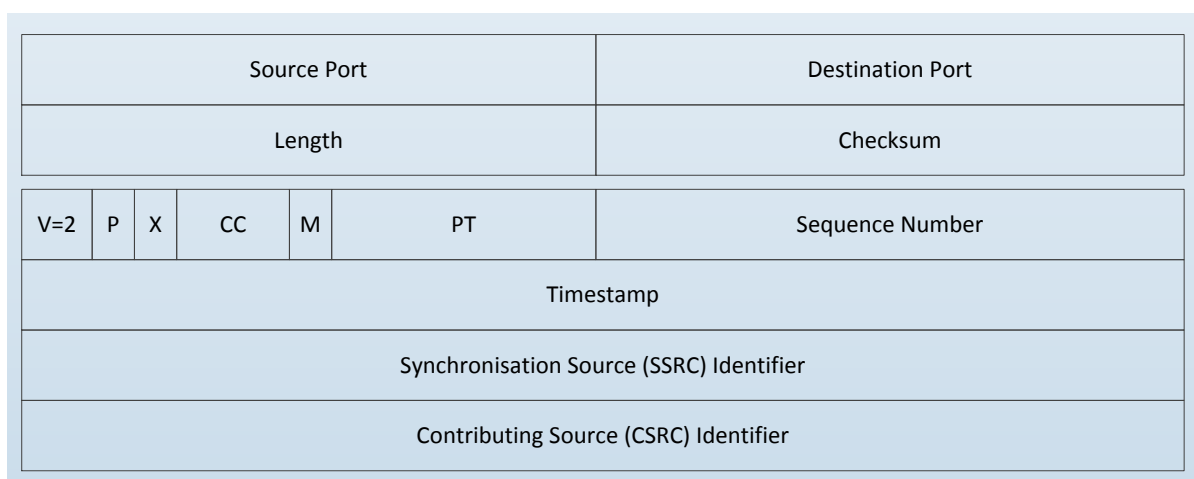 Source Port Destination Port
Length Checksum
V=2 P X CC M PT Sequence Number
Timestamp
Synchronisation Source (SSRC) Identifier
Contributing Source (CSRC) Identifier